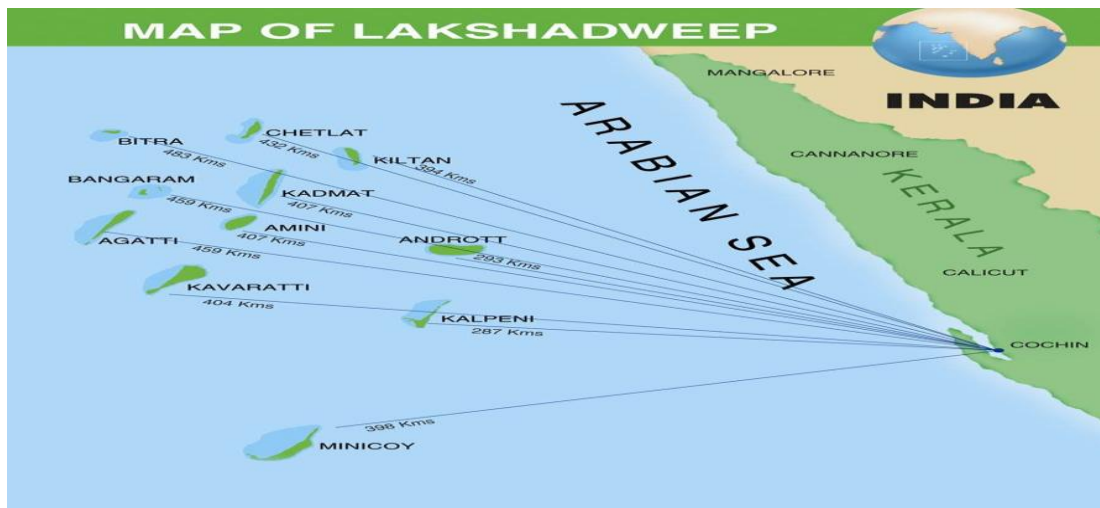 MAP OF LAKSHADWEEP
INDIA
MANGALORE
CANNANORE
KERALA
CALICUT
COCHIN
ARABIAN SEA
CHETLAT
432 Kms
BITRA
483 Kms
KILTAN
394 Kms
BANGARAM
459 Kms
KADMAT
407 Kms
AMINI
407 Kms
AGATTI
459 Kms
ANDROTT
293 Kms
KAVARATTI
404 Kms
KALPENI
287 Kms
398 Kms
MINICOY